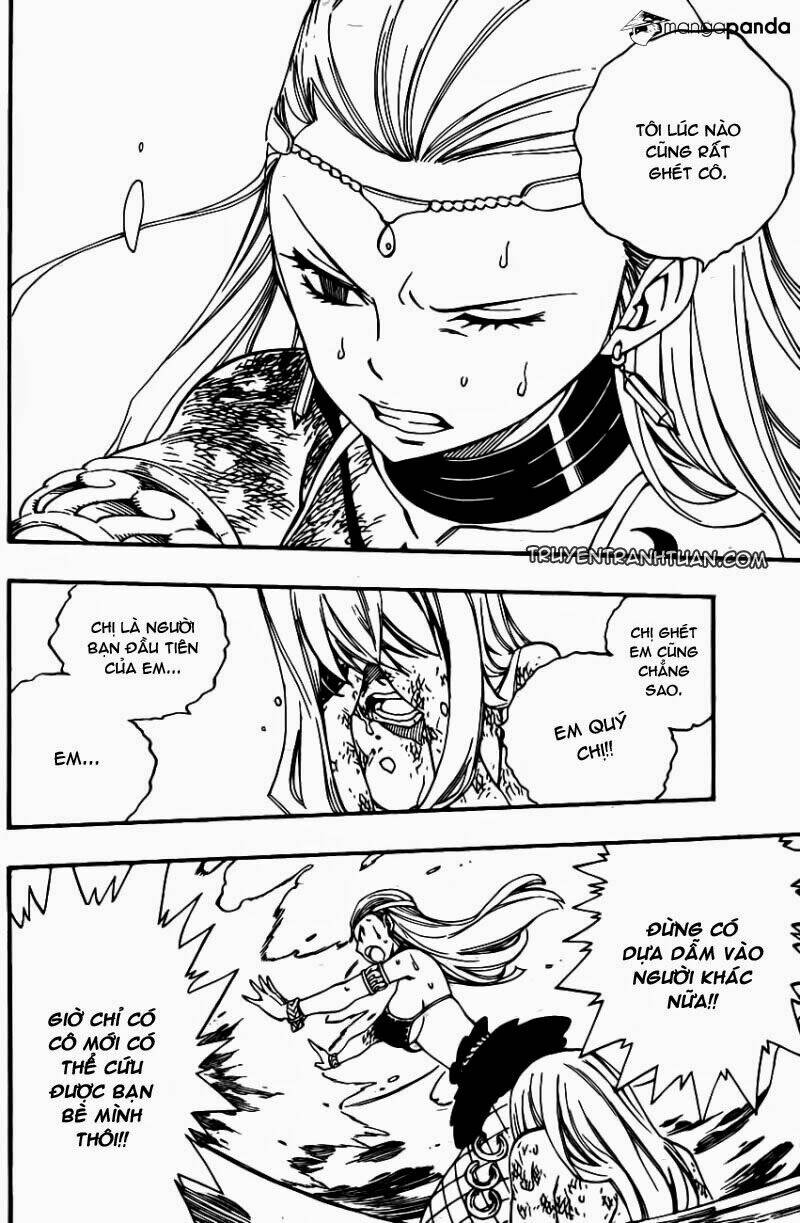 mangapanda
TÔI LÚC NÀO
CŨNG RẤT
GHÉT CÔ.
TRUYENTRANHTUAN.COM
CHỊ LÀ NGƯỜI
BẠN ĐẦU TIÊN
CỦA EM...
EM...
CHỊ GHÉT
EM CŨNG
CHẲNG
SAO.
EM QUÝ
CHỊ!!
ĐỪNG CÓ
DỰA DẪM VÀO
NGƯỜI KHÁC
NỮA!!
GIỜ CHỈ CÓ
CÔ MỚI CÓ
THỂ CỨU
ĐƯỢC BẠN
BÈ MÌNH
THÔI!!